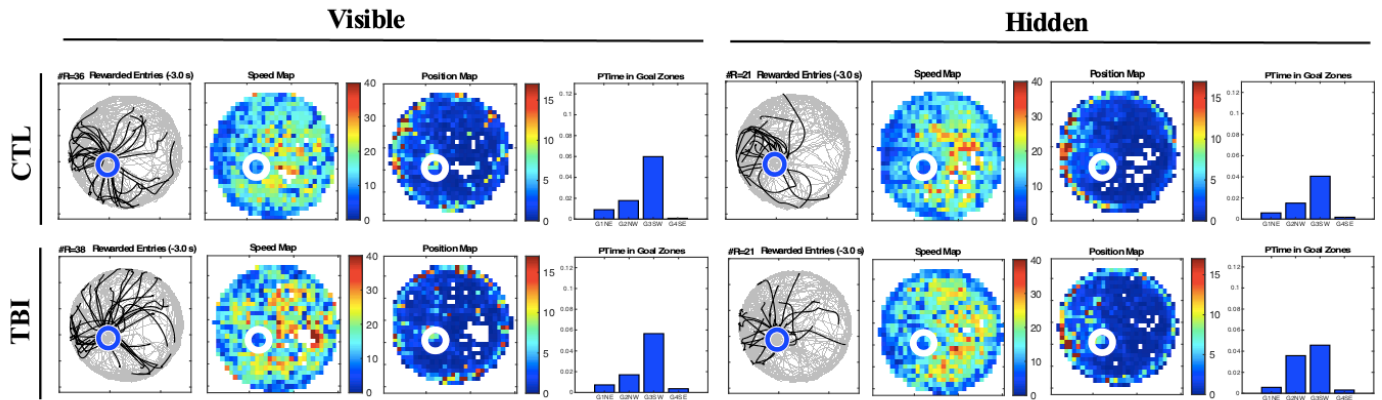 Visible
Hidden
CTL
#R=36 Rewarded Entries (-3.0 s)
Speed Map
40
30
20
10
0
Position Map
15
10
5
0
PTime in Goal Zones
0.12
0.1
0.08
0.06
0.04
0.02
0
G1NE G2NW G3SW G4SE
#R=21 Rewarded Entries (-3.0 s)
Speed Map
40
30
20
10
0
Position Map
15
10
5
0
PTime in Goal Zones
0.12
0.1
0.08
0.06
0.04
0.02
0
G1NE G2NW G3SW G4SE
TBI
#R=38 Rewarded Entries (-3.0 s)
Speed Map
40
30
20
10
0
Position Map
15
10
5
0
PTime in Goal Zones
0.12
0.1
0.08
0.06
0.04
0.02
0
G1NE G2NW G3SW G4SE
#R=21 Rewarded Entries (-3.0 s)
Speed Map
40
30
20
10
0
Position Map
15
10
5
0
PTime in Goal Zones
0.12
0.1
0.08
0.06
0.04
0.02
0
G1NE G2NW G3SW G4SE